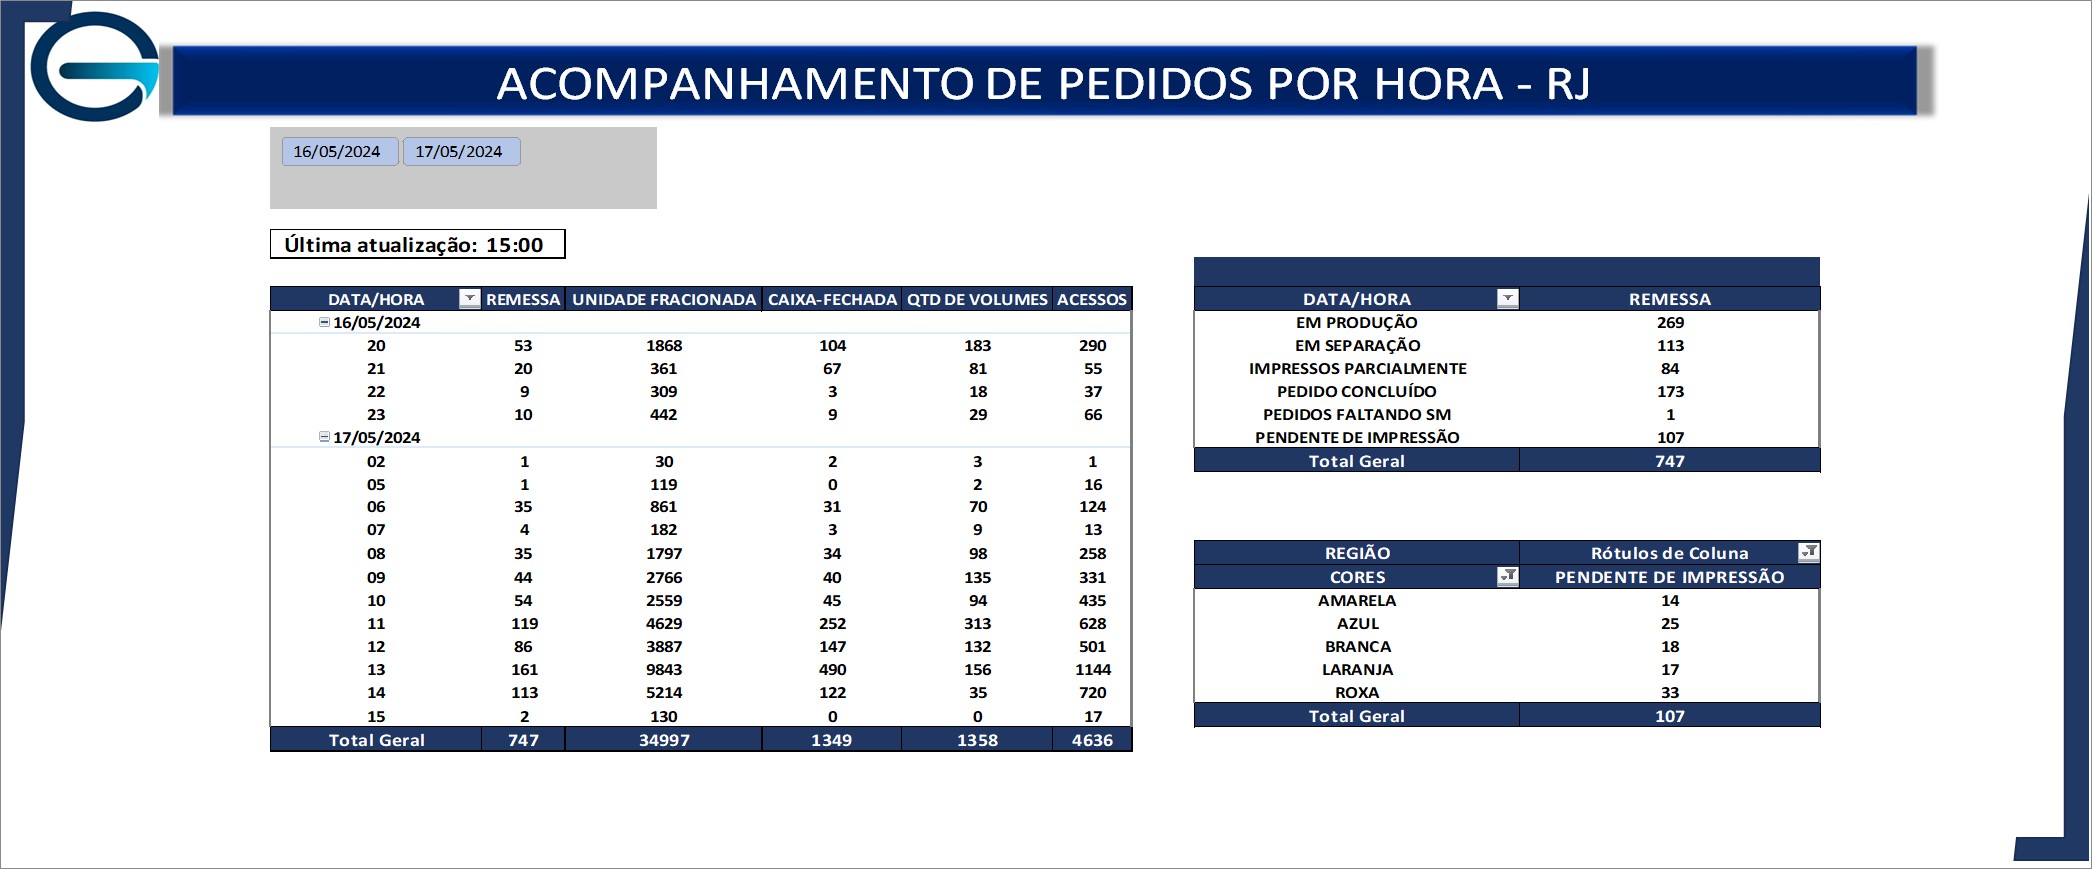 ACOMPANHAMENTO DE PEDIDOS POR HORA - RJ
16/05/2024 17/05/2024
Última atualização: 15:00
DATA/HORA REMESSA UNIDADE FRACIONADA CAIXA-FECHADA QTD DE VOLUMES ACESSOS
16/05/2024
20 53 1868 104 183 290
21 20 361 67 81 55
22 9 309 3 18 37
23 10 442 9 29 66
17/05/2024
02 1 30 2 3 1
05 1 119 0 2 16
06 35 861 31 70 124
07 4 182 3 9 13
08 35 1797 34 98 258
09 44 2766 40 135 331
10 54 2559 45 94 435
11 119 4629 252 313 628
12 86 3887 147 132 501
13 161 9843 490 156 1144
14 113 5214 122 35 720
15 2 130 0 0 17
Total Geral 747 34997 1349 1358 4636
DATA/HORA REMESSA
EM PRODUÇÃO 269
EM SEPARAÇÃO 113
IMPRESSOS PARCIALMENTE 84
PEDIDO CONCLUÍDO 173
PEDIDOS FALTANDO SM 1
PENDENTE DE IMPRESSÃO 107
Total Geral 747
REGIÃO Rótulos de Coluna
CORES PENDENTE DE IMPRESSÃO
AMARELA 14
AZUL 25
BRANCA 18
LARANJA 17
ROXA 33
Total Geral 107